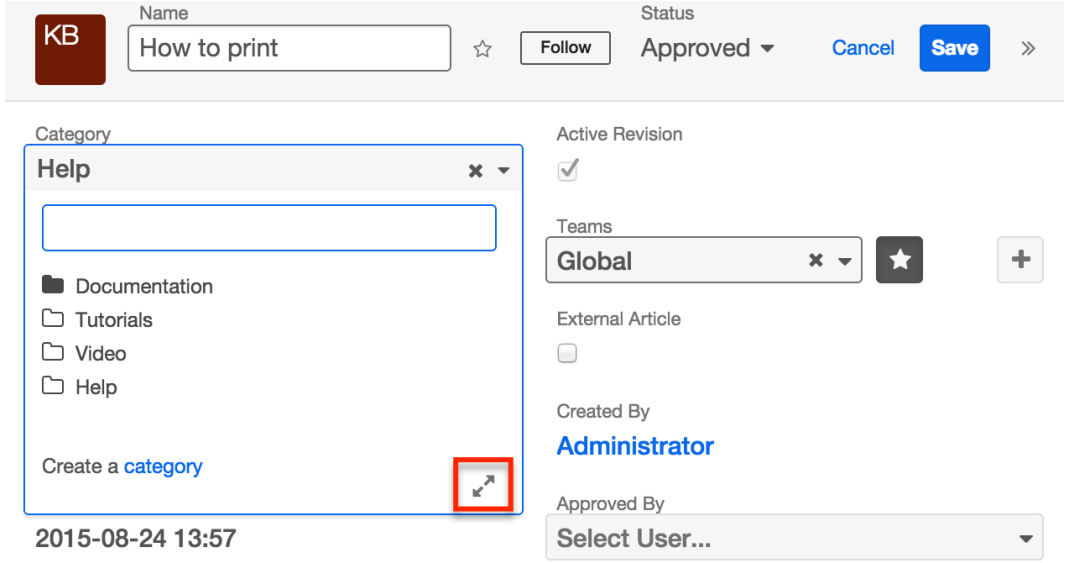 KB
Name
How to print
Follow
Status
Approved
Cancel
Save
Category
Help
Documentation
Tutorials
Video
Help
Create a category
2015-08-24 13:57
Active Revision
Teams
Global
External Article
Created By
Administrator
Approved By
Select User...